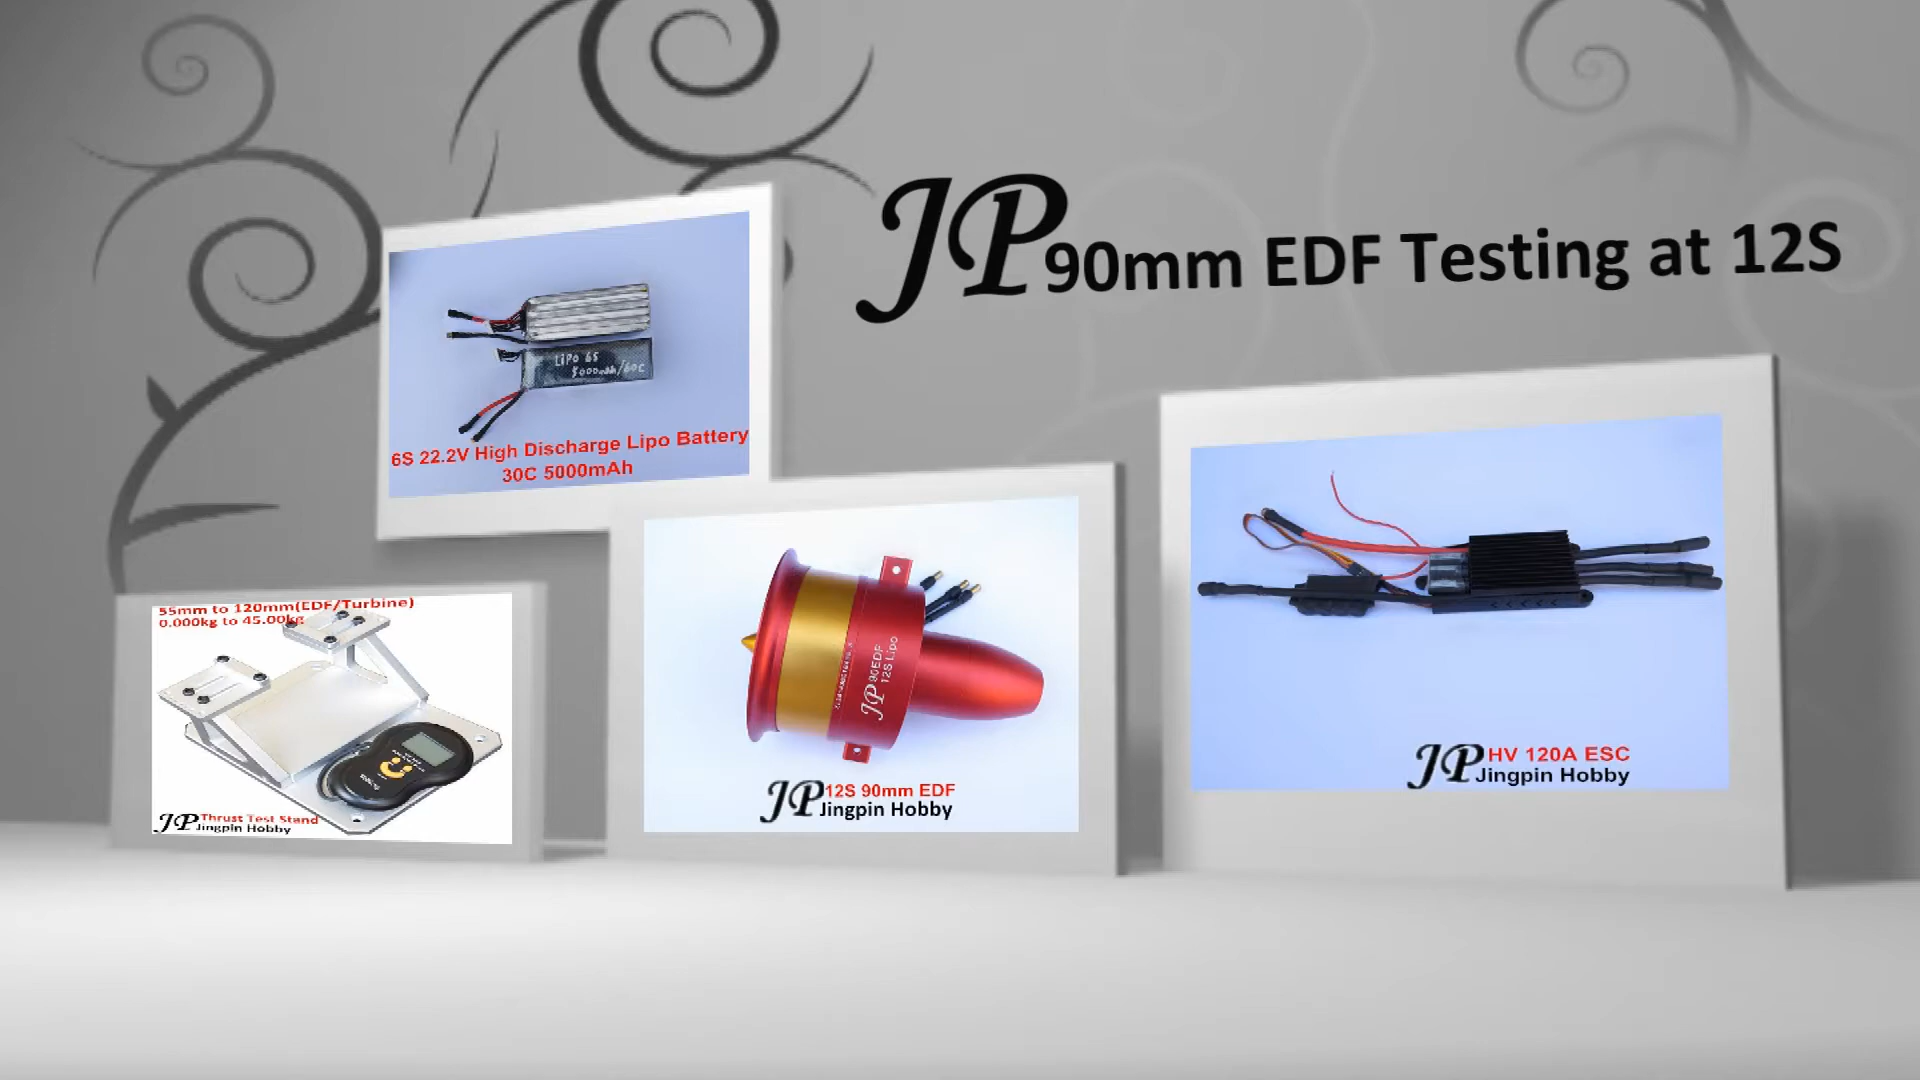 JP 90mm EDF Testing at 12S
LiPo 6S
5000mAh/60C
6S 22.2V High Discharge Lipo Battery
30C 5000mAh
55mm to 120mm(EDF/Turbine)
0.000kg to 45.00kg
JP Thrust Test Stand
Jingpin Hobby
JP 90EDF
12S Lipo
JP 12S 90mm EDF
Jingpin Hobby
JP HV 120A ESC
Jingpin Hobby